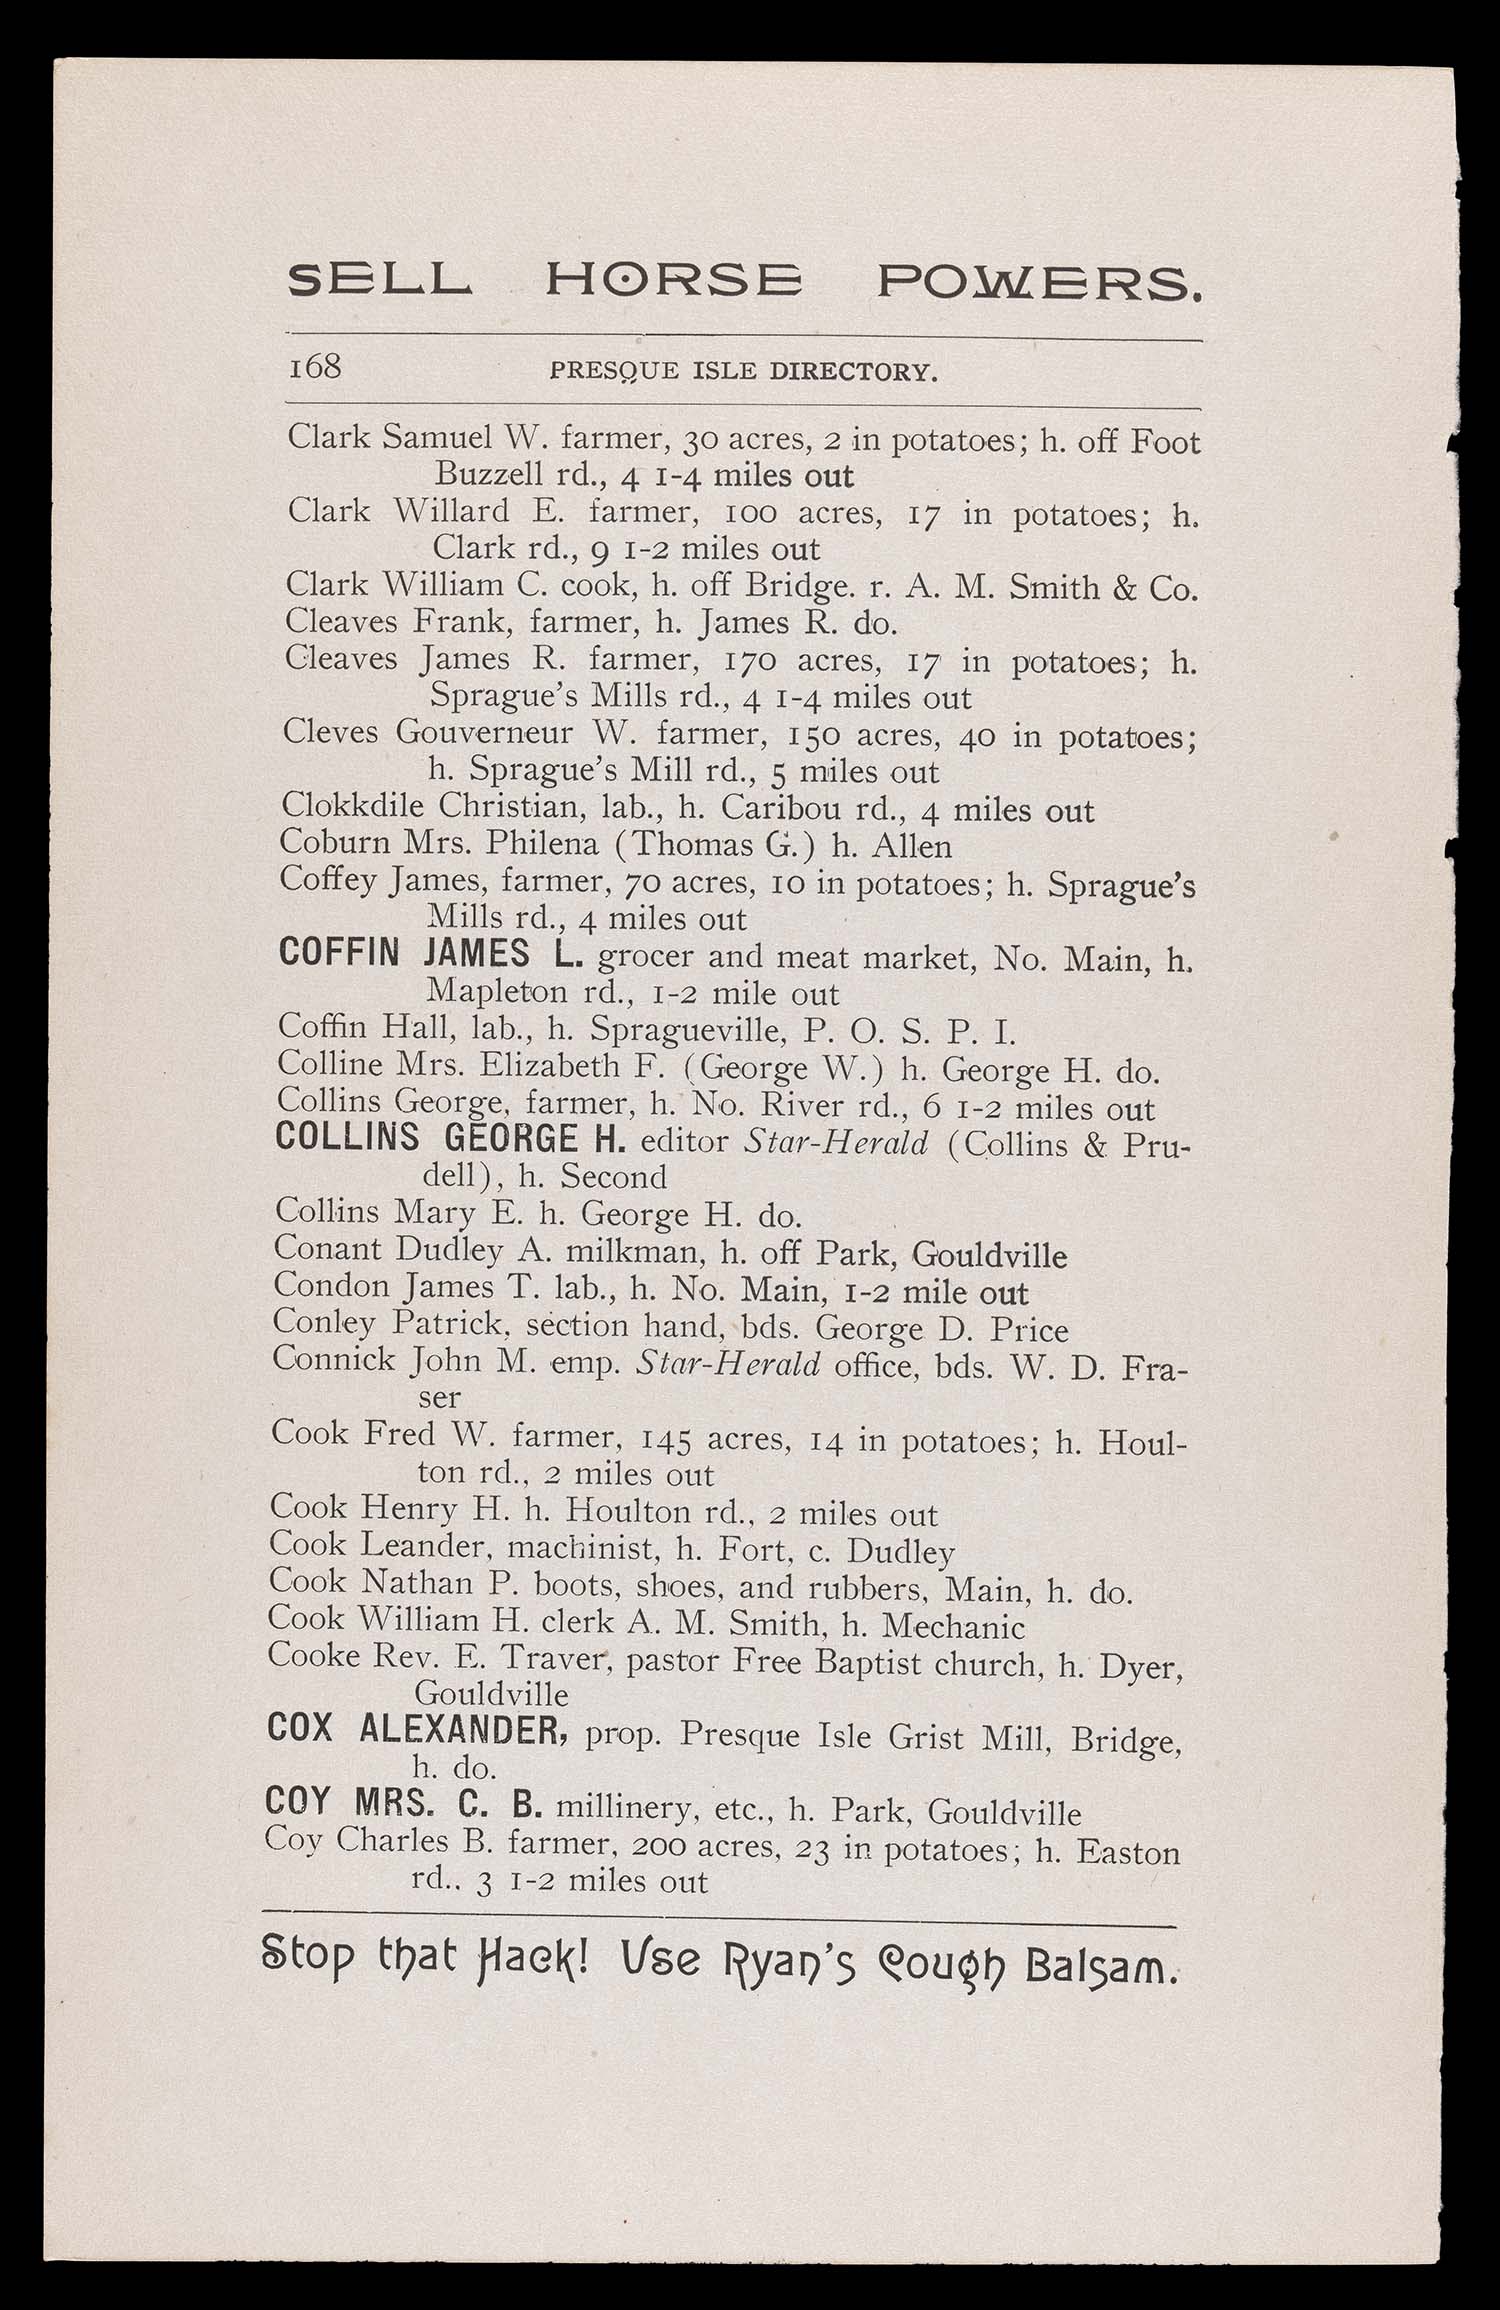 SELL HORSE POWERS.
168 PRESQUE ISLE DIRECTORY.
Clark Samuel W. farmer, 30 acres, 2 in potatoes; h. off Foot
Buzzell rd., 4 1-4 miles out
Clark Willard E. farmer, 100 acres, 17 in potatoes; h.
Clark rd., 9 1-2 miles out
Clark William C. cook, h. off Bridge. r. A. M. Smith & Co.
Cleaves Frank, farmer, h. James R. do.
Cleaves James R. farmer, 170 acres, 17 in potatoes; h.
Sprague's Mills rd., 4 1-4 miles out
Cleves Gouverneur W. farmer, 150 acres, 40 in potatoes;
h. Sprague's Mill rd., 5 miles out
Clokkdile Christian, lab., h. Caribou rd., 4 miles out
Coburn Mrs. Philena (Thomas G.) h. Allen
Coffey James, farmer, 70 acres, 10 in potatoes; h. Sprague's
Mills rd., 4 miles out
COFFIN JAMES L. grocer and meat market, No. Main, h.
Mapleton rd., 1-2 mile out
Coffin Hall, lab., h. Spragueville, P. O. S. P. I.
Colline Mrs. Elizabeth F. (George W.) h. George H. do.
Collins George, farmer, h. No. River rd., 6 1-2 miles out
COLLINS GEORGE H. editor Star-Herald (Collins & Pru-
dell), h. Second
Collins Mary E. h. George H. do.
Conant Dudley A. milkman, h. off Park, Gouldville
Condon James T. lab., h. No. Main, 1-2 mile out
Conley Patrick, section hand, bds. George D. Price
Connick John M. emp. Star-Herald office, bds. W. D. Fra-
ser
Cook Fred W. farmer, 145 acres, 14 in potatoes; h. Houl-
ton rd., 2 miles out
Cook Henry H. h. Houlton rd., 2 miles out
Cook Leander, machinist, h. Fort, c. Dudley
Cook Nathan P. boots, shoes, and rubbers, Main, h. do.
Cook William H. clerk A. M. Smith, h. Mechanic
Cooke Rev. E. Traver, pastor Free Baptist church, h. Dyer,
Gouldville
COX ALEXANDER, prop. Presque Isle Grist Mill, Bridge,
h. do.
COY MRS. C. B. millinery, etc., h. Park, Gouldville
Coy Charles B. farmer, 200 acres, 23 in potatoes; h. Easton
rd.. 3 1-2 miles out
Stop that Hack! Use Ryan's Cough Balsam.